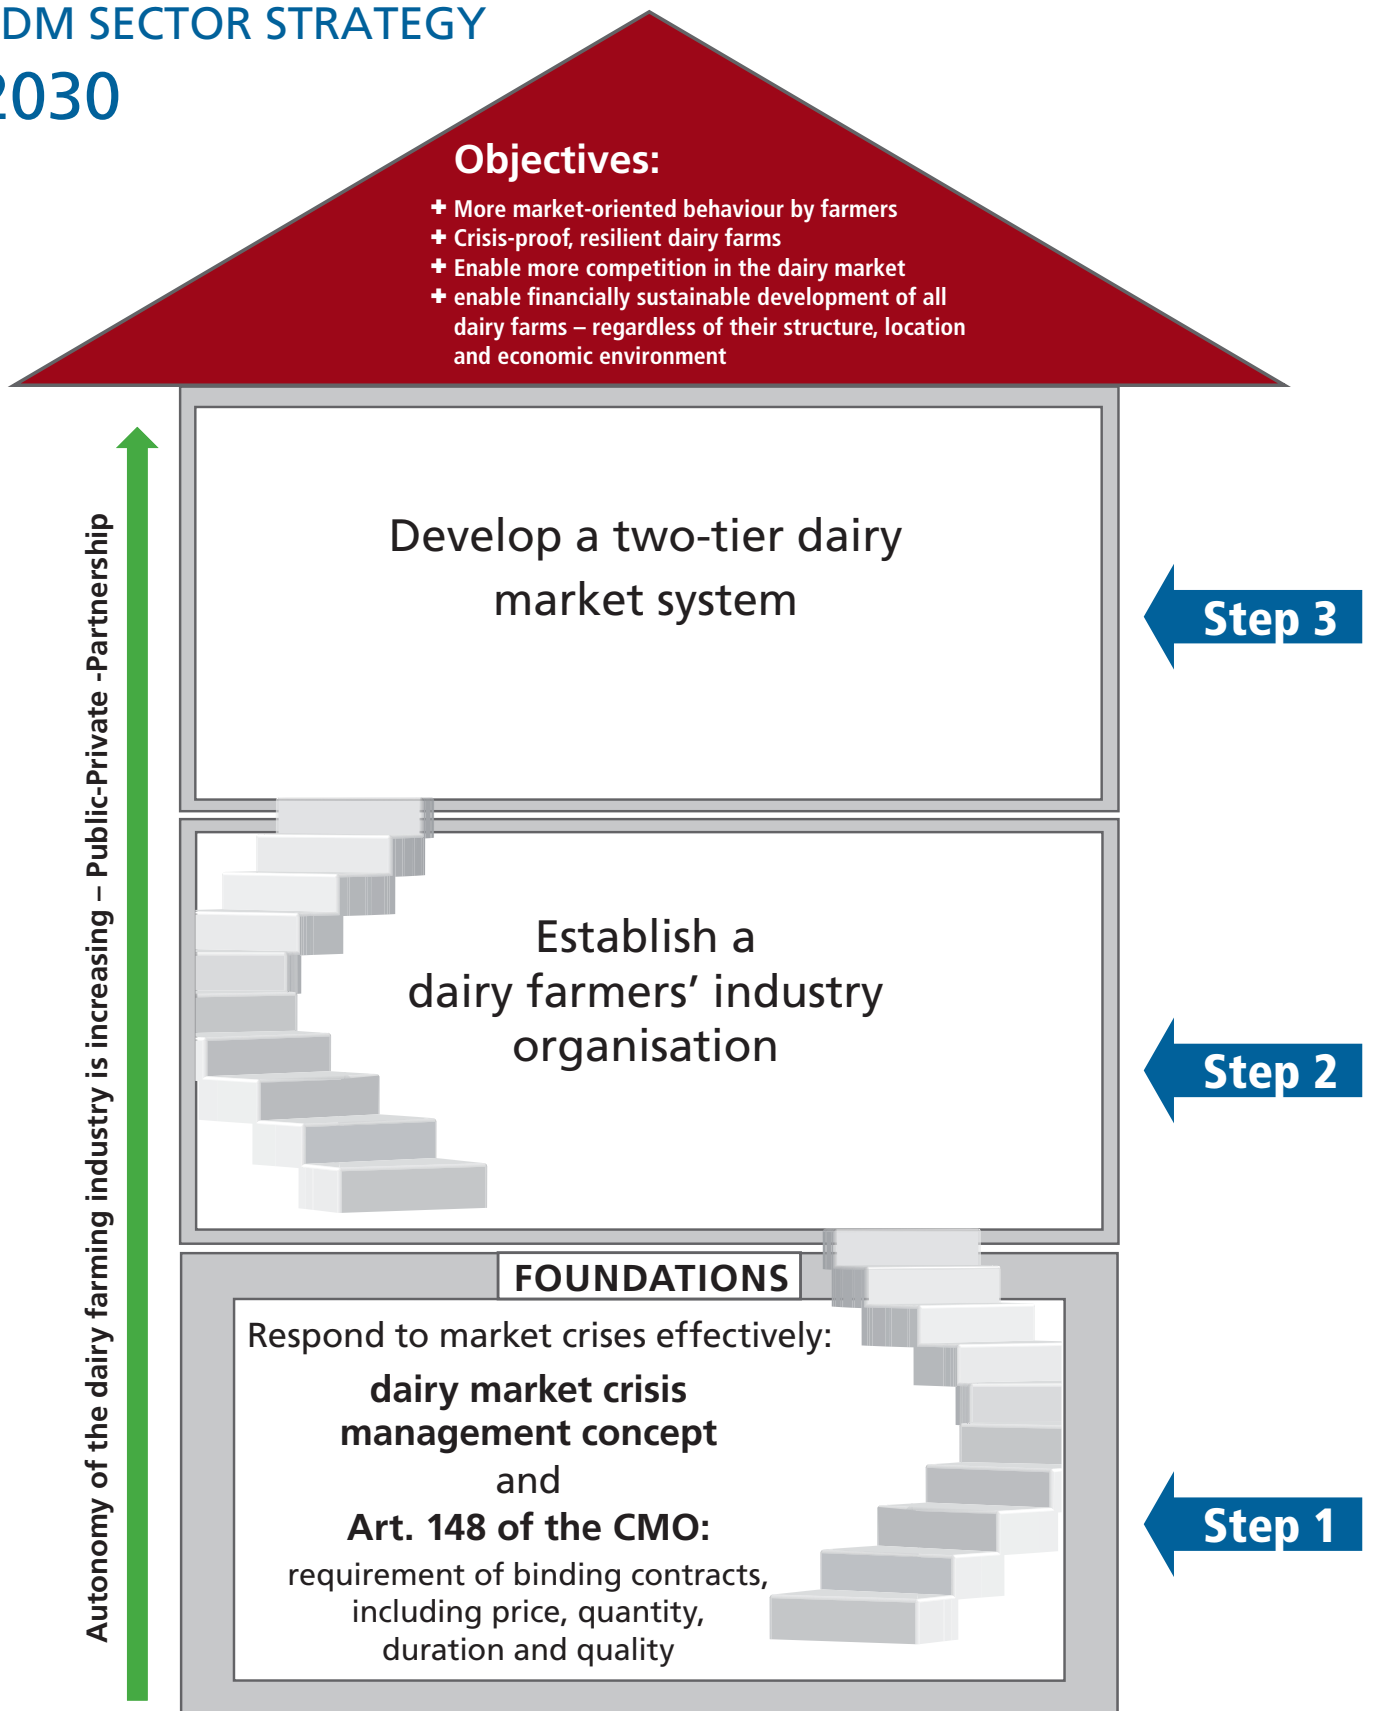 DM SECTOR STRATEGY
2030
Objectives:
+ More market-oriented behaviour by farmers
+ Crisis-proof, resilient dairy farms
+ Enable more competition in the dairy market
+ enable financially sustainable development of all
dairy farms – regardless of their structure, location
and economic environment
Autonomy of the dairy farming industry is increasing – Public-Private -Partnership
Develop a two-tier dairy
market system
Step 3
Establish a
dairy farmers’ industry
organisation
Step 2
FOUNDATIONS
Respond to market crises effectively:
dairy market crisis
management concept
and
Art. 148 of the CMO:
requirement of binding contracts,
including price, quantity,
duration and quality
Step 1